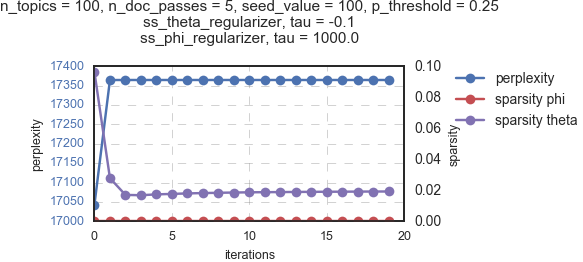 n_topics = 100, n_doc_passes = 5, seed_value = 100, p_threshold = 0.25
ss_theta_regularizer, tau = -0.1
ss_phi_regularizer, tau = 1000.0
17400
17350
17300
17250
17200
17150
17100
17050
17000
perplexity
0
5
10
15
20
iterations
0.10
0.08
0.06
0.04
0.02
0.00
sparsity
perplexity
sparsity phi
sparsity theta